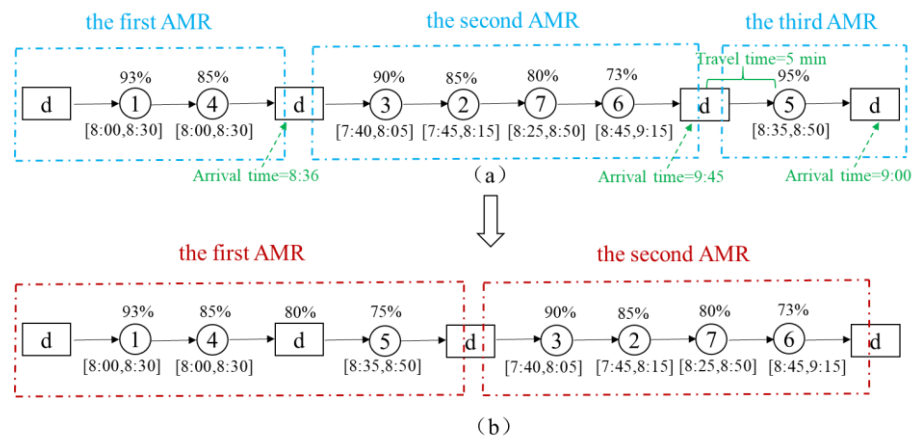 the first AMR the second AMR the third AMR
Travel time=5 min
93% 85% 90% 85% 80% 73% 95%
d 1 4 d 3 2 7 6 d 5 d
[8:00,8:30] [8:00,8:30] [7:40,8:05] [7:45,8:15] [8:25,8:50] [8:45,9:15] [8:35,8:50]
Arrival time=8:36 Arrival time=9:45 Arrival time=9:00
（a）
the first AMR the second AMR
93% 85% 80% 75% 90% 85% 80% 73%
d 1 4 d 5 d 3 2 7 6 d
[8:00,8:30] [8:00,8:30] [8:35,8:50] [7:40,8:05] [7:45,8:15] [8:25,8:50] [8:45,9:15]
（b）